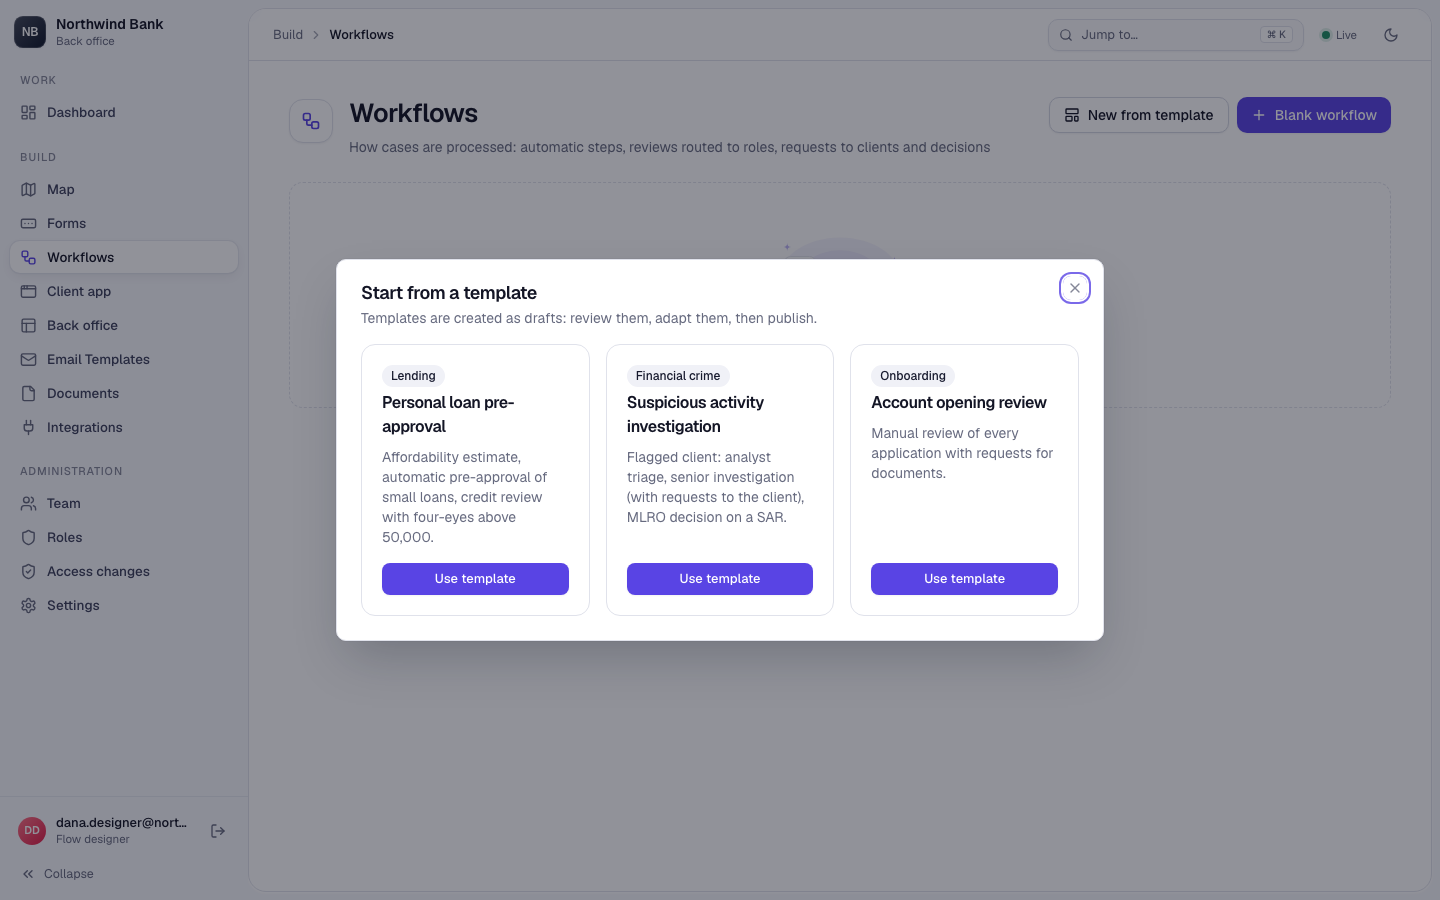 NB
Northwind Bank
Back office
WORK
Dashboard
BUILD
Map
Forms
Workflows
Client app
Back office
Email Templates
Documents
Integrations
ADMINISTRATION
Team
Roles
Access changes
Settings
DD
dana.designer@nort...
Flow designer
Collapse
Build
Workflows
Jump to...
⌘ K
Live
Workflows
How cases are processed: automatic steps, reviews routed to roles, requests to clients and decisions
New from template
Blank workflow
Start from a template
Templates are created as drafts: review them, adapt them, then publish.
Lending
Personal loan pre-
approval
Affordability estimate,
automatic pre-approval of
small loans, credit review
with four-eyes above
50,000.
Use template
Financial crime
Suspicious activity
investigation
Flagged client: analyst
triage, senior investigation
(with requests to the client),
MLRO decision on a SAR.
Use template
Onboarding
Account opening review
Manual review of every
application with requests for
documents.
Use template